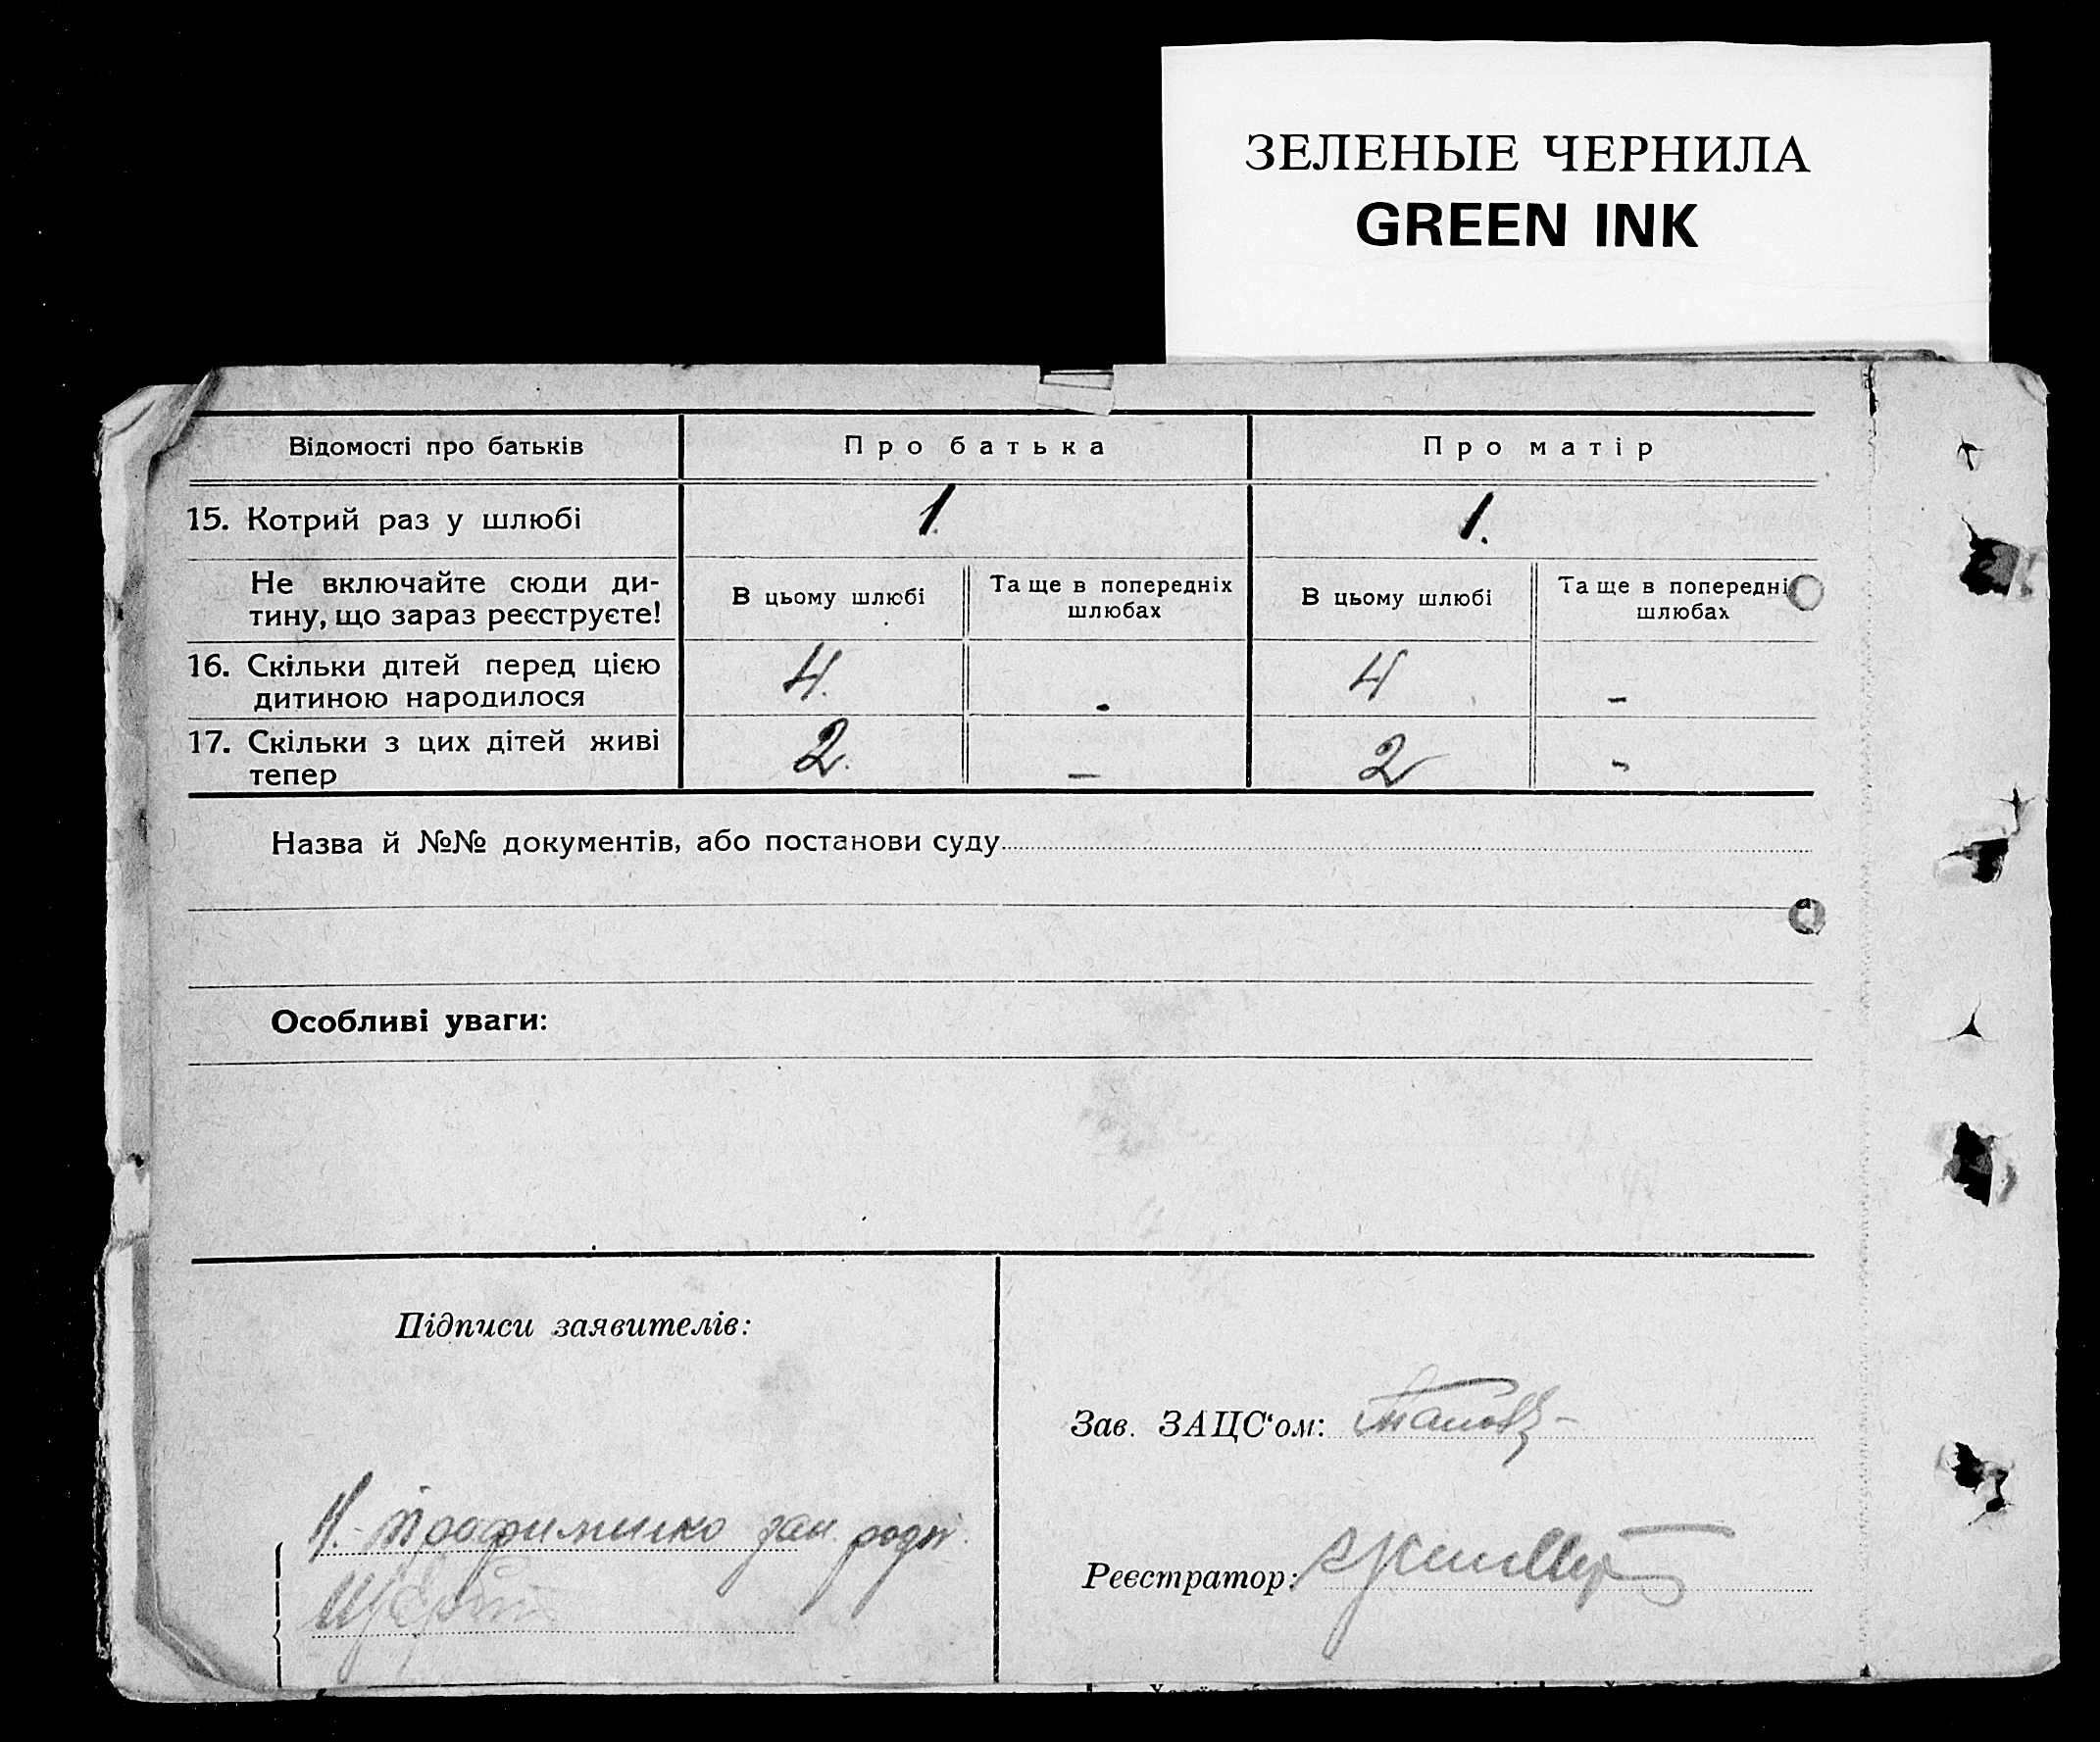 ЗЕЛЕНЫЕ ЧЕРНИЛА
GREEN INK
Відомості про батьків
Про батька
Про матір
15. Котрий раз у шлюбі
1.
1.
Не включайте сюди ди-
тину, що зараз реєструєте!
В цьому шлюбі
Та ще в попередніх
шлюбах
В цьому шлюбі
Та ще в попередні
шлюбах
16. Скільки дітей перед цією
дитиною народилося
4.
-
4
-
17. Скільки з цих дітей живі
тепер
2.
-
2
-
Назва й №№ документів, або постанови суду
Особливі уваги:
Підписи заявителів:
Зав. ЗАЦС'ом:
Реєстратор: